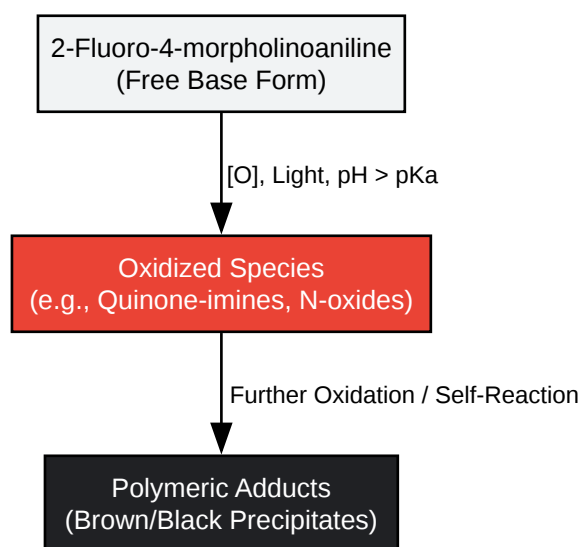 2-Fluoro-4-morpholinoaniline
(Free Base Form)
[O], Light, pH > pKa
Oxidized Species
(e.g., Quinone-imines, N-oxides)
Further Oxidation / Self-Reaction
Polymeric Adducts
(Brown/Black Precipitates)